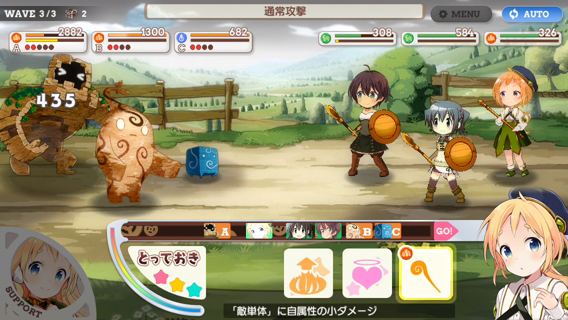 WAVE 3/3 2
通常攻撃
MENU
AUTO
2882
A
1300
B
682
C
308
584
326
435
A
B C
GO!
とっておき
SUPPORT
「敵単体」に自属性の小ダメージ